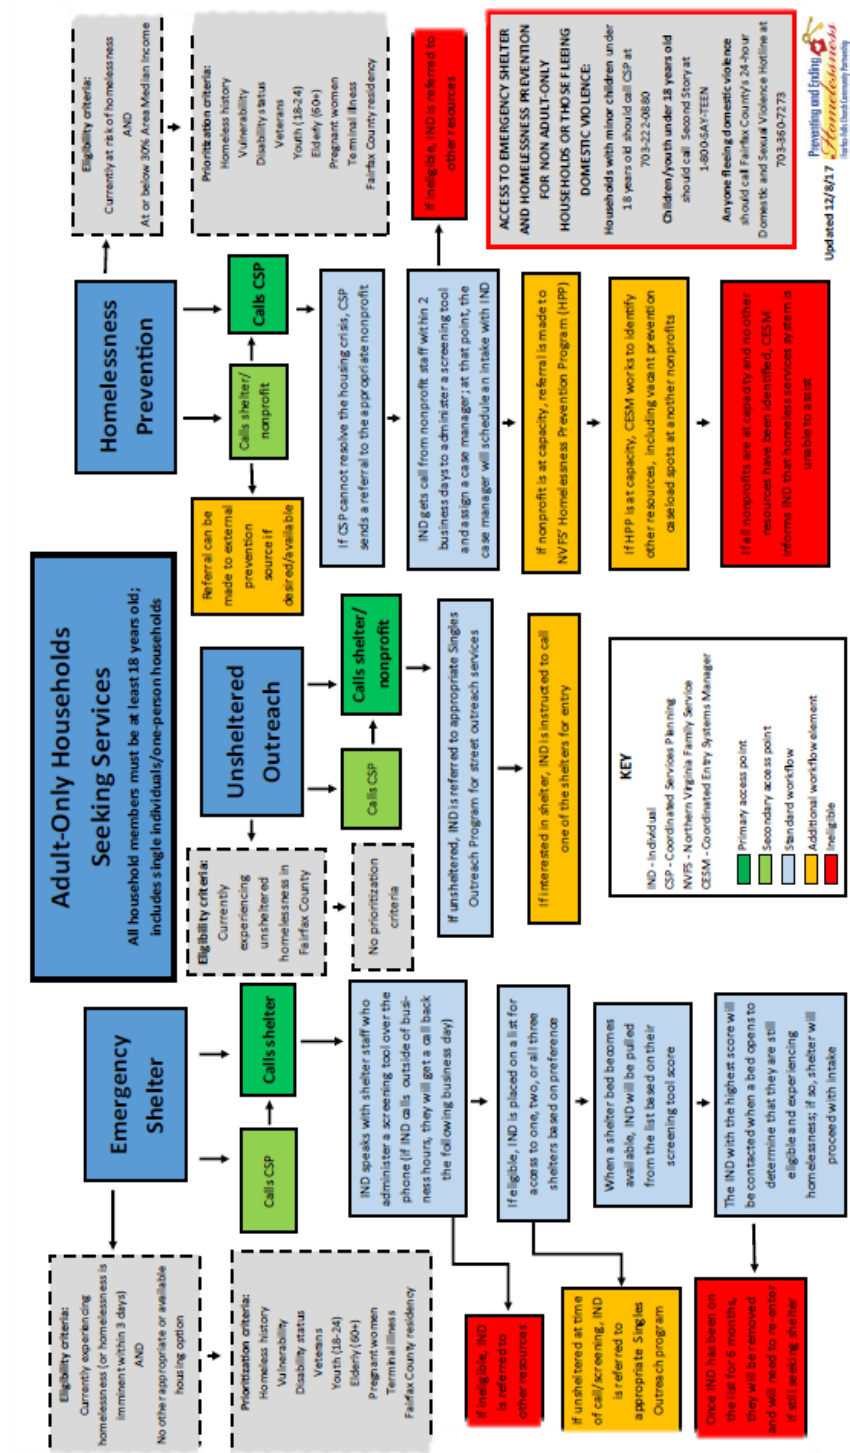 Adult-Only Households
Seeking Services
All household members must be at least 18 years old;
includes single individuals/one-person households
Emergency
Shelter
Eligibility criteria:
Currently experiencing
homelessness (or homelessness is
imminent within 3 days)
AND
No other appropriate or available
housing option
Prioritization criteria:
Homeless history
Vulnerability
Disability status
Veterans
Youth (18-24)
Elderly (60+)
Pregnant women
Terminal illness
Fairfax County residency
Calls CSP
Calls shelter
IND speaks with shelter staff who
administer a screening tool over the
phone (if IND calls outside of busi-
ness hours, they will get a call back
the following business day)
If ineligible, IND
is referred to
other resources
If eligible, IND is placed on a list for
access to one, two, or all three
shelters based on preference
If unsheltered at time
of call/screening, IND
is referred to
appropriate Singles
Outreach program
When a shelter bed becomes
available, IND will be pulled
from the list based on their
screening tool score
The IND with the highest score will
be contacted when a bed opens to
determine that they are still
eligible and experiencing
homelessness; if so, shelter will
proceed with intake
Once IND has been on
the list for 6 months,
they will be removed
and will need to re-enter
if still seeking shelter
Unsheltered
Outreach
Eligibility criteria:
Currently
experiencing
unsheltered
homelessness in
Fairfax County
No prioritization
criteria
Calls CSP
Calls shelter/
nonprofit
If unsheltered, IND is referred to appropriate Singles
Outreach Program for street outreach services
If interested in shelter, IND is instructed to call
one of the shelters for entry
KEY
IND - Individual
CSP - Coordinated Services Planning
NVFS - Northern Virginia Family Service
CESM - Coordinated Entry Systems Manager
Primary access point
Secondary access point
Standard workflow
Additional workflow element
Ineligible
Homelessness
Prevention
Eligibility criteria:
Currently at risk of homelessness
AND
At or below 30% Area Median Income
Prioritization criteria:
Homeless history
Vulnerability
Disability status
Veterans
Youth (18-24)
Elderly (60+)
Pregnant women
Terminal illness
Fairfax County residency
Referral can be
made to external
prevention
source if
desired/available
Calls shelter/
nonprofit
Calls CSP
If CSP cannot resolve the housing crisis, CSP
sends a referral to the appropriate nonprofit
IND gets call from nonprofit staff within 2
business days to administer a screening tool
and assign a case manager; at that point, the
case manager will schedule an intake with IND
If ineligible, IND is referred to
other resources
If nonprofit is at capacity, referral is made to
NVFS' Homelessness Prevention Program (HPP)
If HPP is at capacity, CESM works to identify
other resources, including vacant prevention
caseload spots at another nonprofits
If all nonprofits are at capacity and no other
resources have been identified, CESM
informs IND that homeless services system is
unable to assist
ACCESS TO EMERGENCY SHELTER
AND HOMELESSNESS PREVENTION
FOR NON ADULT-ONLY
HOUSEHOLDS OR THOSE FLEEING
DOMESTIC VIOLENCE:
Households with minor children under
18 years old should call CSP at
703-222-0880
Children/youth under 18 years old
should call Second Story at
1-800-SAY-TEEN
Anyone fleeing domestic violence
should call Fairfax County's 24-hour
Domestic and Sexual Violence Hotline at
703-360-7273
Updated 12/8/17
Preventing and Ending
Homelessness
Fairfax-Falls Church Community Partnership